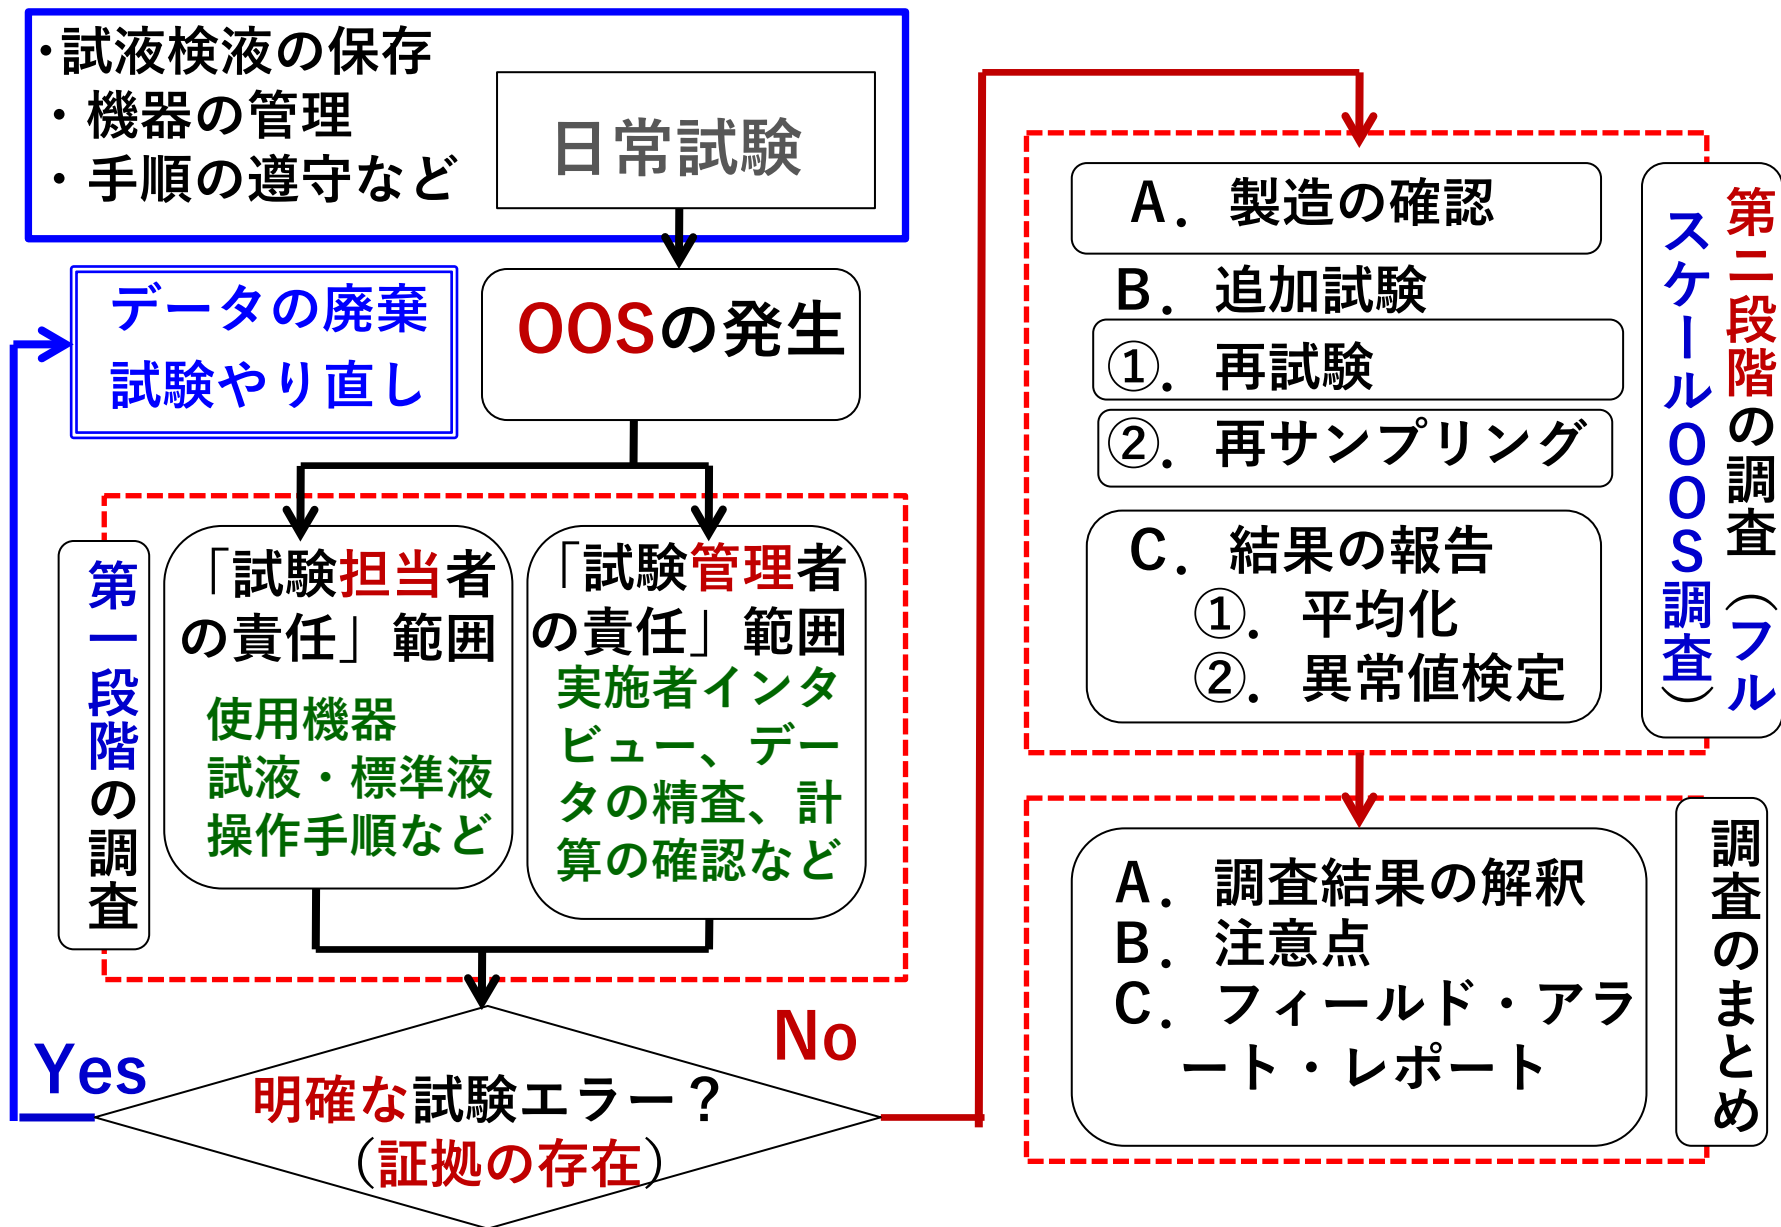 ・試液検液の保存
・機器の管理
・手順の遵守など
日常試験
データの廃棄
試験やり直し
OOSの発生
第一段階の調査
「試験担当者
の責任」範囲
使用機器
試液・標準液
操作手順など
「試験管理者
の責任」範囲
実施者インタ
ビュー、デー
タの精査、計
算の確認など
Yes
No
明確な試験エラー？
（証拠の存在）
A． 製造の確認
B． 追加試験
①． 再試験
②． 再サンプリング
C． 結果の報告
①． 平均化
②． 異常値検定
第二段階の調査（フル
スケールOOS調査）
A． 調査結果の解釈
B． 注意点
C． フィールド・アラ
ート・レポート
調査のまとめ